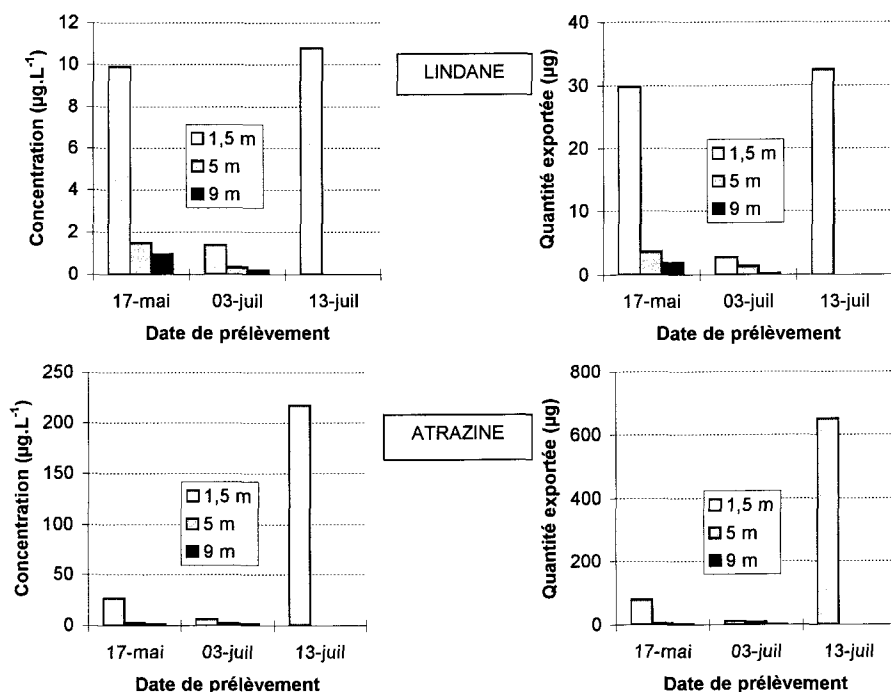 LINDANE
Concentration (µg.L⁻¹)
12
10
8
6
4
2
0
1,5 m
5 m
9 m
17-mai 03-juil 13-juil
Date de prélèvement
Quantité exportée (µg)
40
30
20
10
0
1,5 m
5 m
9 m
17-mai 03-juil 13-juil
Date de prélèvement
ATRAZINE
Concentration (µg.L⁻¹)
250
200
150
100
50
0
1,5 m
5 m
9 m
17-mai 03-juil 13-juil
Date de prélèvement
Quantité exportée (µg)
800
600
400
200
0
1,5 m
5 m
9 m
17-mai 03-juil 13-juil
Date de prélèvement